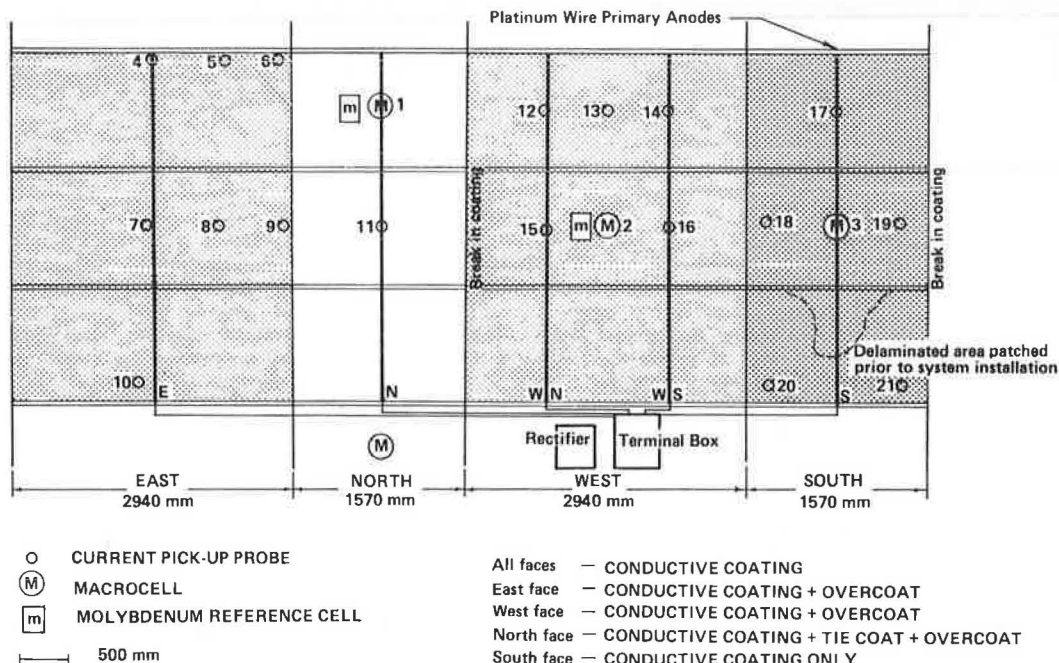 Platinum Wire Primary Anodes
4 5 6
m M 1
12 13 14 17
Break in coating
Break in coating
7 8 9 11 15 m M 2 16 18 M 3 19
Delaminated area patched
prior to system installation
10 20 21
E N W N W S S
M
Rectifier Terminal Box
EAST NORTH WEST SOUTH
2940 mm 1570 mm 2940 mm 1570 mm
CURRENT PICK-UP PROBE
M MACROCELL
m MOLYBDENUM REFERENCE CELL
500 mm
All faces — CONDUCTIVE COATING
East face — CONDUCTIVE COATING + OVERCOAT
West face — CONDUCTIVE COATING + OVERCOAT
North face — CONDUCTIVE COATING + TIE COAT + OVERCOAT
South face — CONDUCTIVE COATING ONLY